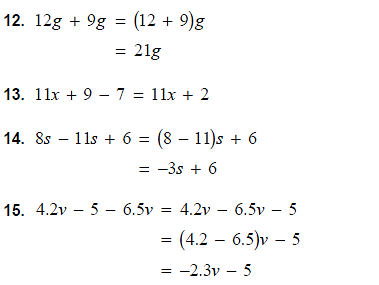 12. 12g + 9g = (12 + 9)g
= 21g
13. 11x + 9 − 7 = 11x + 2
14. 8s − 11s + 6 = (8 − 11)s + 6
= −3s + 6
15. 4.2v − 5 − 6.5v = 4.2v − 6.5v − 5
= (4.2 − 6.5)v − 5
= −2.3v − 5